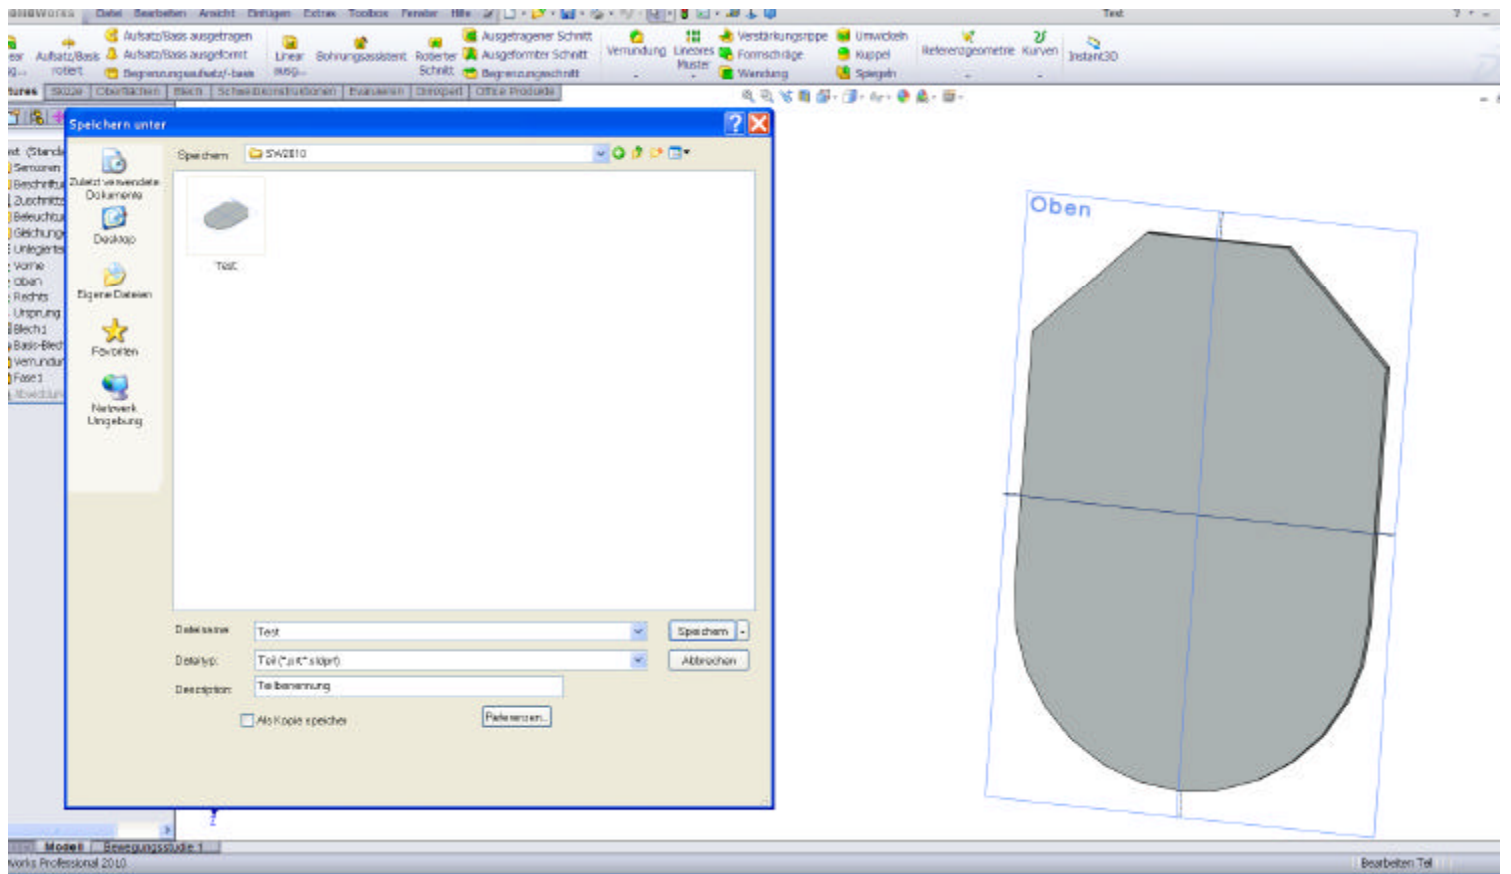 Datei Bearbeiten Ansicht Einfügen Extras Toolbox Fenster Hilfe
Test
Aufsatz/Basis rotiert
Aufsatz/Basis ausgetragen
Aufsatz/Basis ausgeformt
Begrenzungsaufsatz/-basis
Linear
Bohrungsassistent
Rotierter Schnitt
Ausgetragener Schnitt
Ausgeformter Schnitt
Begrenzungsschnitt
Verrundung
Lineares Muster
Verstärkungsrippe
Formschräge
Wandung
Umwickeln
Kuppel
Spiegeln
Referenzgeometrie
Kurven
Instant3D
Skizze Oberflächen Blech Schweißkonstruktionen Evaluieren DimXpert Office Produkte
Speichern unter
Speichern
SW2010
Zuletzt verwendete
Dokumente
Desktop
Eigene Dateien
Favoriten
Netzwerk
Umgebung
Test
Sensoren
Vorne
Oben
Rechts
Ursprung
Blech1
Fase1
Dateiname:
Test
Speichern
Dateityp:
Teil (*.prt;*.sldprt)
Abbrechen
Description:
Teilbenennung
Als Kopie speicher
Referenzen...
Oben
Z
Modell
Bewegungsstudie 1
Works Professional 2010
Bearbeiten Teil